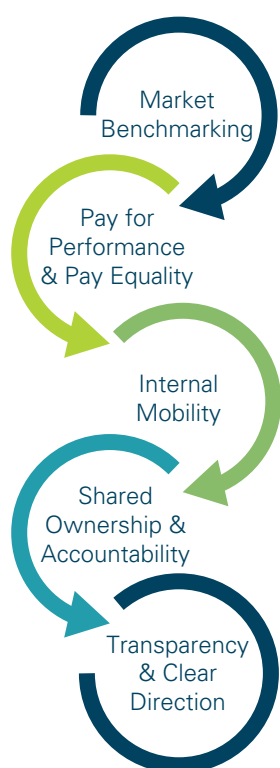 Market
Benchmarking
Pay for
Performance
& Pay Equality
Internal
Mobility
Shared
Ownership &
Accountability
Transparency
& Clear
Direction